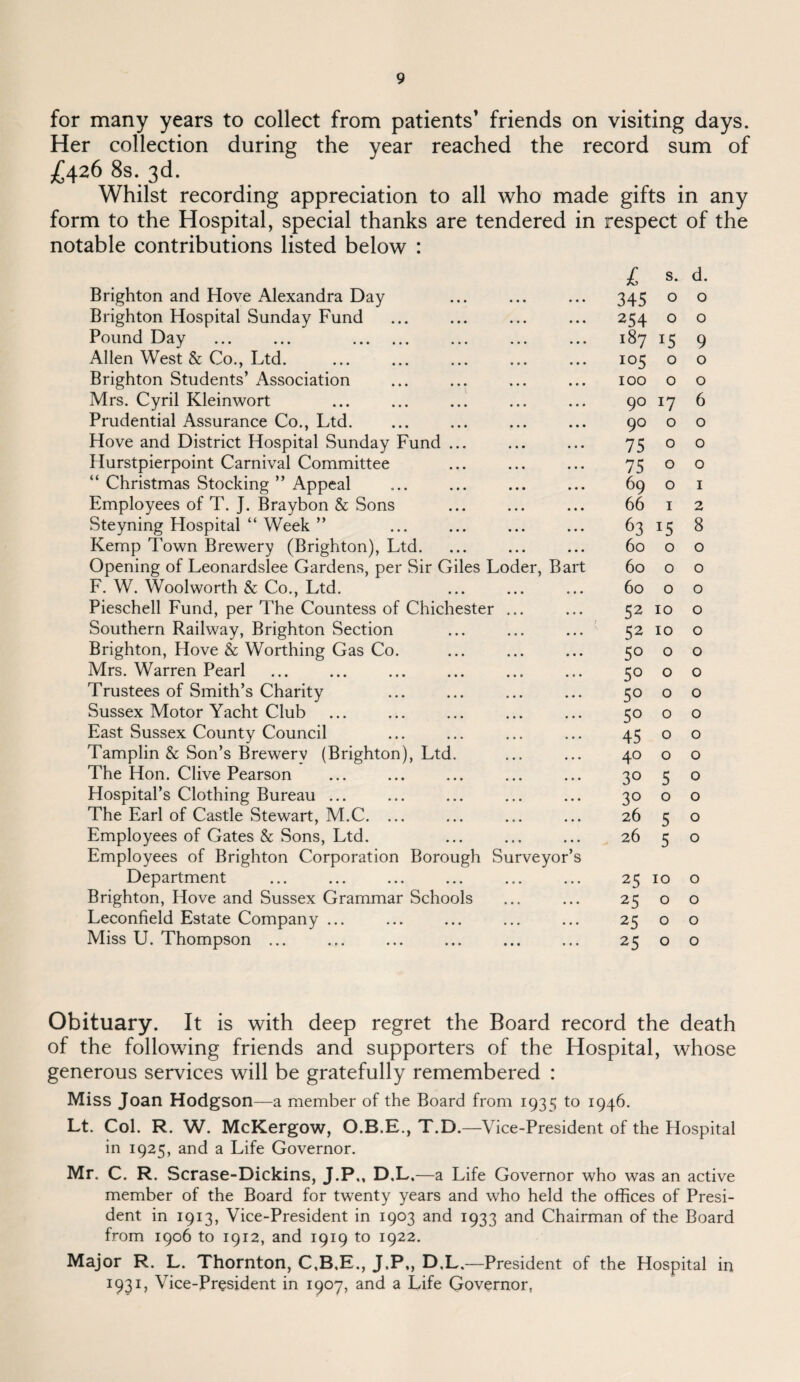 9
for many years to collect from patients' friends on visiting days.
Her collection during the year reached the record sum of
£426 8s. 3d.
Whilst recording appreciation to all who made gifts in any
form to the Hospital, special thanks are tendered in respect of the
notable contributions listed below :
£ s. d.
Brighton and Hove Alexandra Day ... ... ... 345 0 0
Brighton Hospital Sunday Fund ... ... ... ... 254 0 0
Pound Day ... ... ... ... ... ... ... 187 15 9
Allen West & Co., Ltd. ... ... ... ... ... 105 0 0
Brighton Students' Association ... ... ... ... 100 0 0
Mrs. Cyril Kleinwort ... ... ... ... ... 90 17 6
Prudential Assurance Co., Ltd. ... ... ... ... 90 0 0
Hove and District Hospital Sunday Fund ... ... ... 75 0 0
Hurstpierpoint Carnival Committee ... ... ... 75 0 0
“ Christmas Stocking ” Appeal ... ... ... ... 69 0 1
Employees of T. J. Braybon & Sons ... ... ... 66 1 2
Steyning Hospital “ Week ” ... ... ... ... 63 15 8
Kemp Town Brewery (Brighton), Ltd. ... ... ... 60 0 0
Opening of Leonardslee Gardens, per Sir Giles Loder, Bart 60 0 0
F. W. Woolworth & Co., Ltd. ... ... ... 60 0 0
Pieschell Fund, per The Countess of Chichester ... ... 52 10 0
Southern Railway, Brighton Section ... ... ... 52 10 0
Brighton, Hove & Worthing Gas Co. ... ... ... 50 0 0
Mrs. Warren Pearl ... ... ... ... ... ... 50 0 0
Trustees of Smith's Charity ... ... ... ... 50 0 0
Sussex Motor Yacht Club ... ... ... ... ... 50 0 0
East Sussex County Council ... ... ... ... 45 0 0
Tamplin & Son's Brewery (Brighton), Ltd. ... ... 40 0 0
The Hon. Clive Pearson ... ... ... ... ... 30 5 0
Hospital's Clothing Bureau ... ... ... ... ... 30 0 0
The Earl of Castle Stewart, M.C. ... ... ... ... 26 5 0
Employees of Gates & Sons, Ltd. ... ... ... 26 5 0
Employees of Brighton Corporation Borough Surveyor's
Department ... ... ... ... ... ... 25 10 0
Brighton, Hove and Sussex Grammar Schools ... ... 25 0 0
Leconfield Estate Company ... ... ... ... ... 25 0 0
Miss U. Thompson ... ... ... ... ... ... 25 0 0
Obituary. It is with deep regret the Board record the death
of the following friends and supporters of the Hospital, whose
generous services will be gratefully remembered :
Miss Joan Hodgson—a member of the Board from 1935 to 1946.
Lt. Col. R. W. McKergow, O.B.E., T.D.—Vice-President of the Hospital
in 1925, and a Life Governor.
Mr. C. R. Scrase-Dickins, J.P., D.L.—a Life Governor who was an active
member of the Board for twenty years and who held the offices of Presi-
dent in 1913, Vice-President in 1903 and 1933 and Chairman of the Board
from 1906 to 1912, and 1919 to 1922.
Major R. L. Thornton, C.B.E., J.P., D.L.—President of the Hospital in
1931, Vice-President in 1907, and a Life Governor.